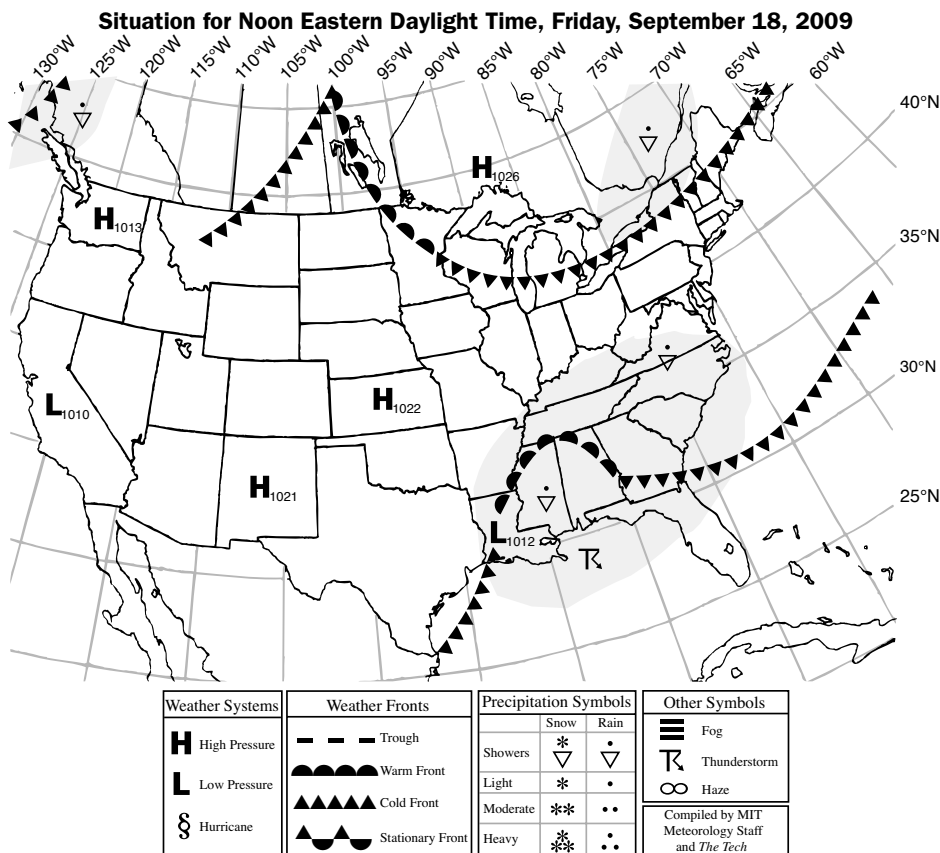 Situation for Noon Eastern Daylight Time, Friday, September 18, 2009
130°W 125°W 120°W 115°W 110°W 105°W 100°W 95°W 90°W 85°W 80°W 75°W 70°W 65°W 60°W
40°N
H1026
H1013
35°N
30°N
L1010
H1022
H1021
25°N
L1012
Weather Systems
H High Pressure
L Low Pressure
§ Hurricane
Weather Fronts
Trough
Warm Front
Cold Front
Stationary Front
Precipitation Symbols
Snow Rain
Showers
Light
Moderate
Heavy
Other Symbols
Fog
Thunderstorm
Haze
Compiled by MIT
Meteorology Staff
and The Tech